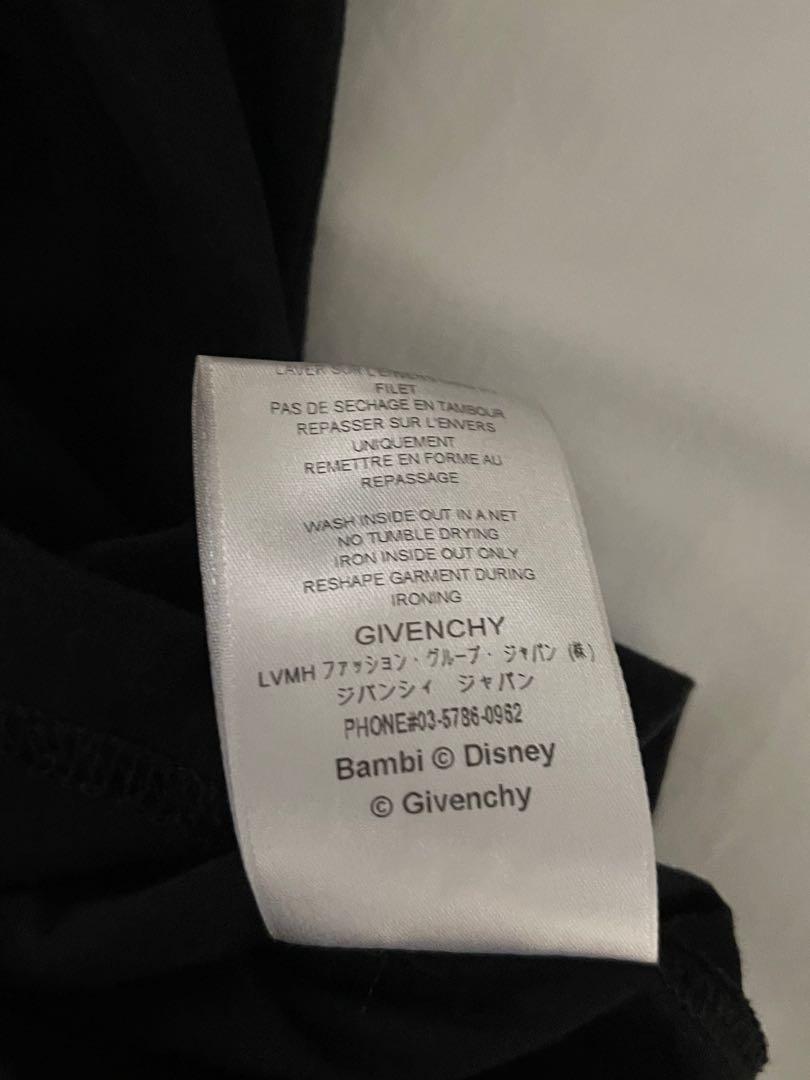 LAVER SUR L'ENVERS
FILET
PAS DE SECHAGE EN TAMBOUR
REPASSER SUR L'ENVERS
UNIQUEMENT
REMETTRE EN FORME AU
REPASSAGE
WASH INSIDE OUT IN A NET
NO TUMBLE DRYING
IRON INSIDE OUT ONLY
RESHAPE GARMENT DURING
IRONING
GIVENCHY
LVMH ファッション・グループ・ジャパン (株)
ジバンシィ ジャパン
PHONE#03-5786-0962
Bambi © Disney
© Givenchy